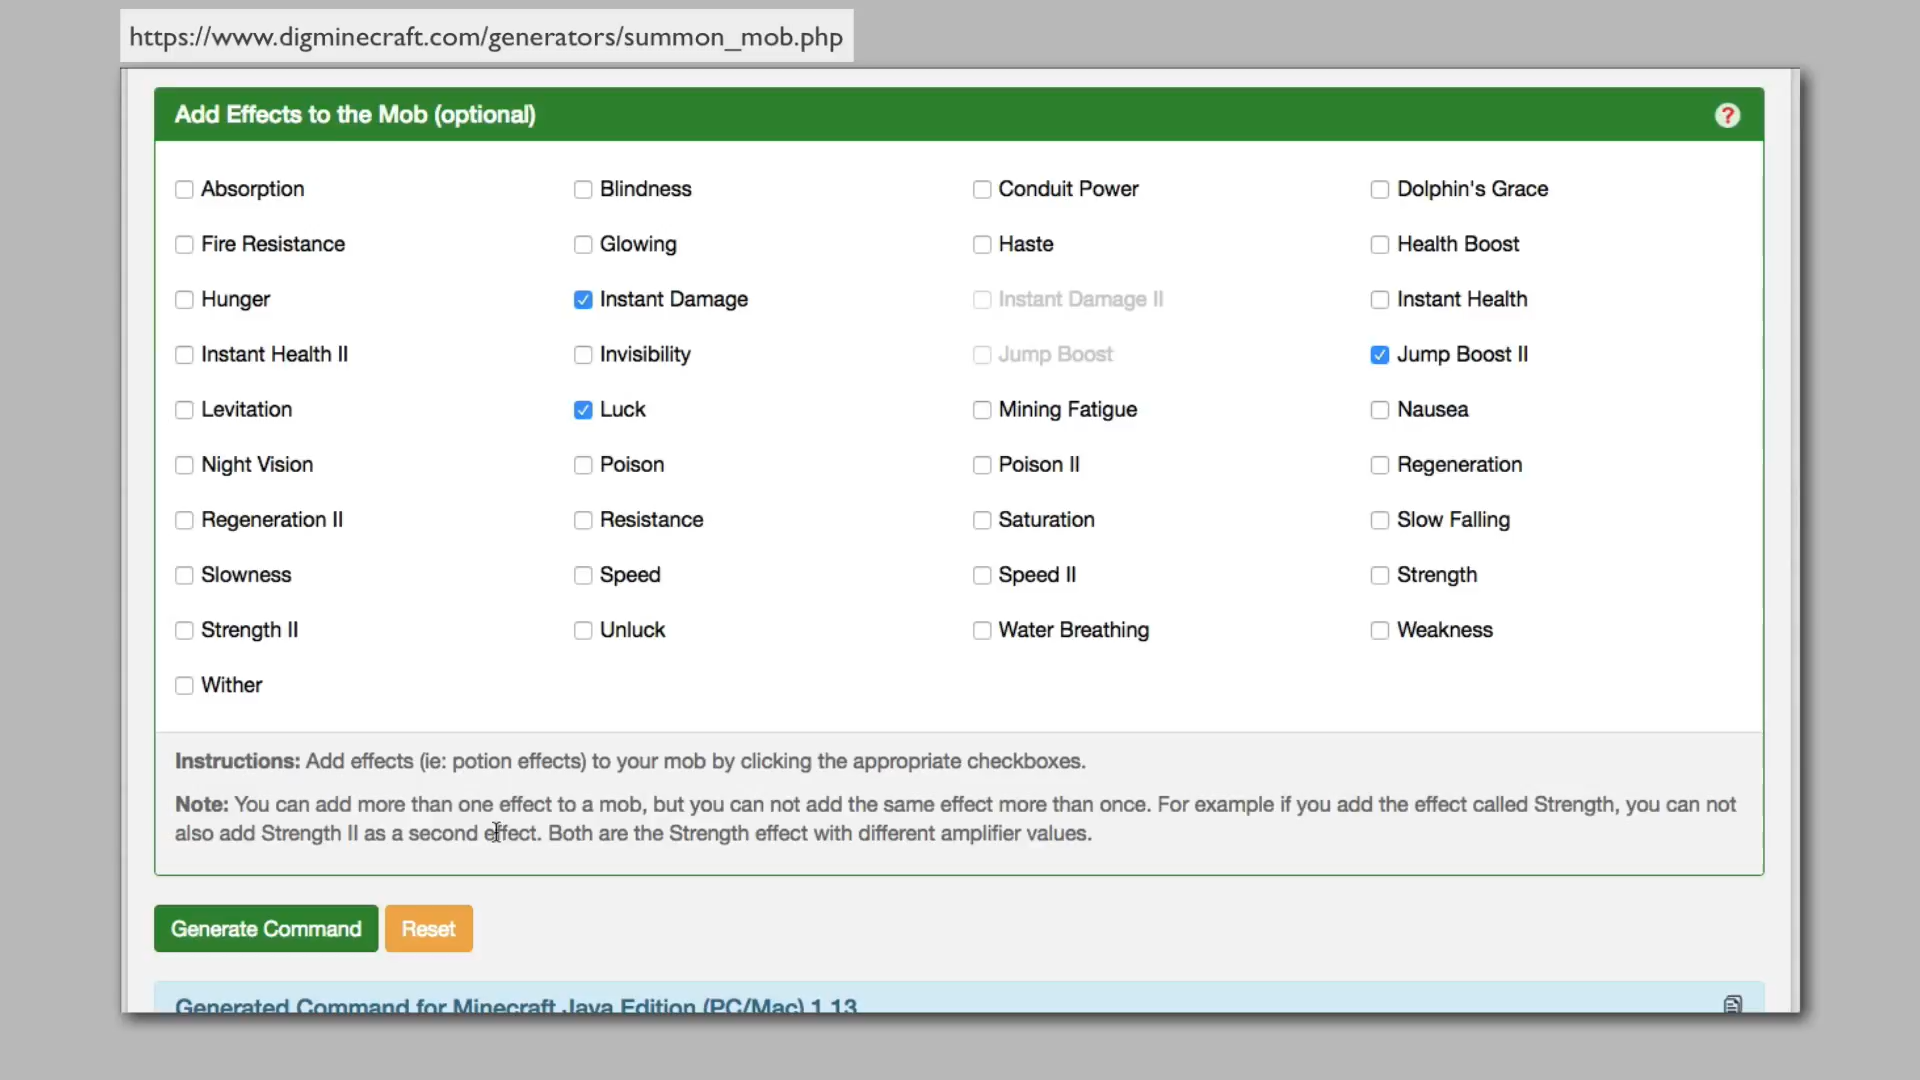 https://www.digminecraft.com/generators/summon_mob.php
Add Effects to the Mob (optional)
?
Absorption Blindness Conduit Power Dolphin's Grace
Fire Resistance Glowing Haste Health Boost
Hunger Instant Damage Instant Damage II Instant Health
Instant Health II Invisibility Jump Boost Jump Boost II
Levitation Luck Mining Fatigue Nausea
Night Vision Poison Poison II Regeneration
Regeneration II Resistance Saturation Slow Falling
Slowness Speed Speed II Strength
Strength II Unluck Water Breathing Weakness
Wither
Instructions: Add effects (ie: potion effects) to your mob by clicking the appropriate checkboxes.
Note: You can add more than one effect to a mob, but you can not add the same effect more than once. For example if you add the effect called Strength, you can not
also add Strength II as a second effect. Both are the Strength effect with different amplifier values.
Generate Command Reset
Generated Command for Minecraft Java Edition (PC/Mac) 1.13